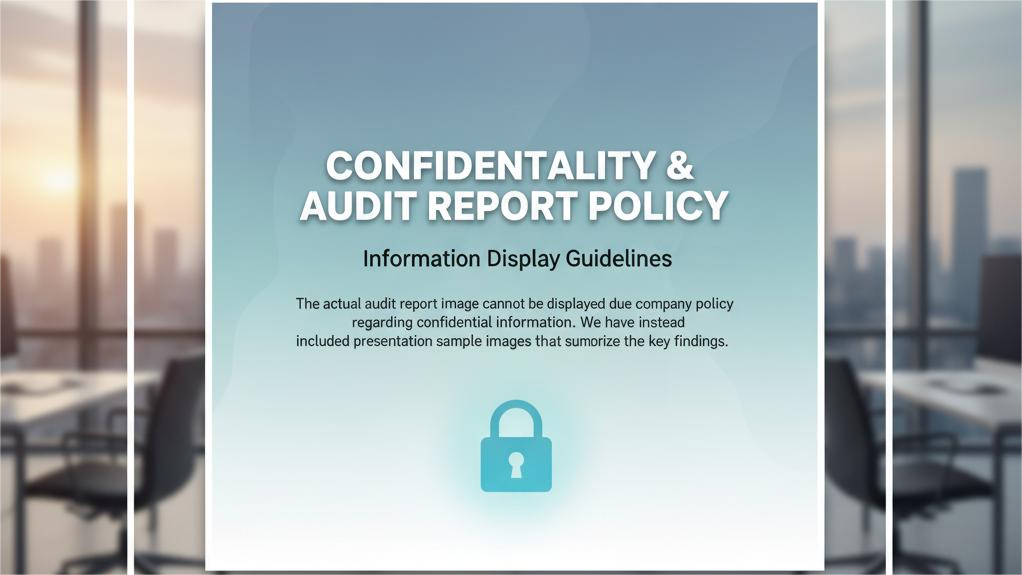 CONFIDENTALITY &
AUDIT REPORT POLICY
Information Display Guidelines
The actual audit report image cannot be displayed due company policy
regarding confidential information. We have instead
included presentation sample images that sumorize the key findings.